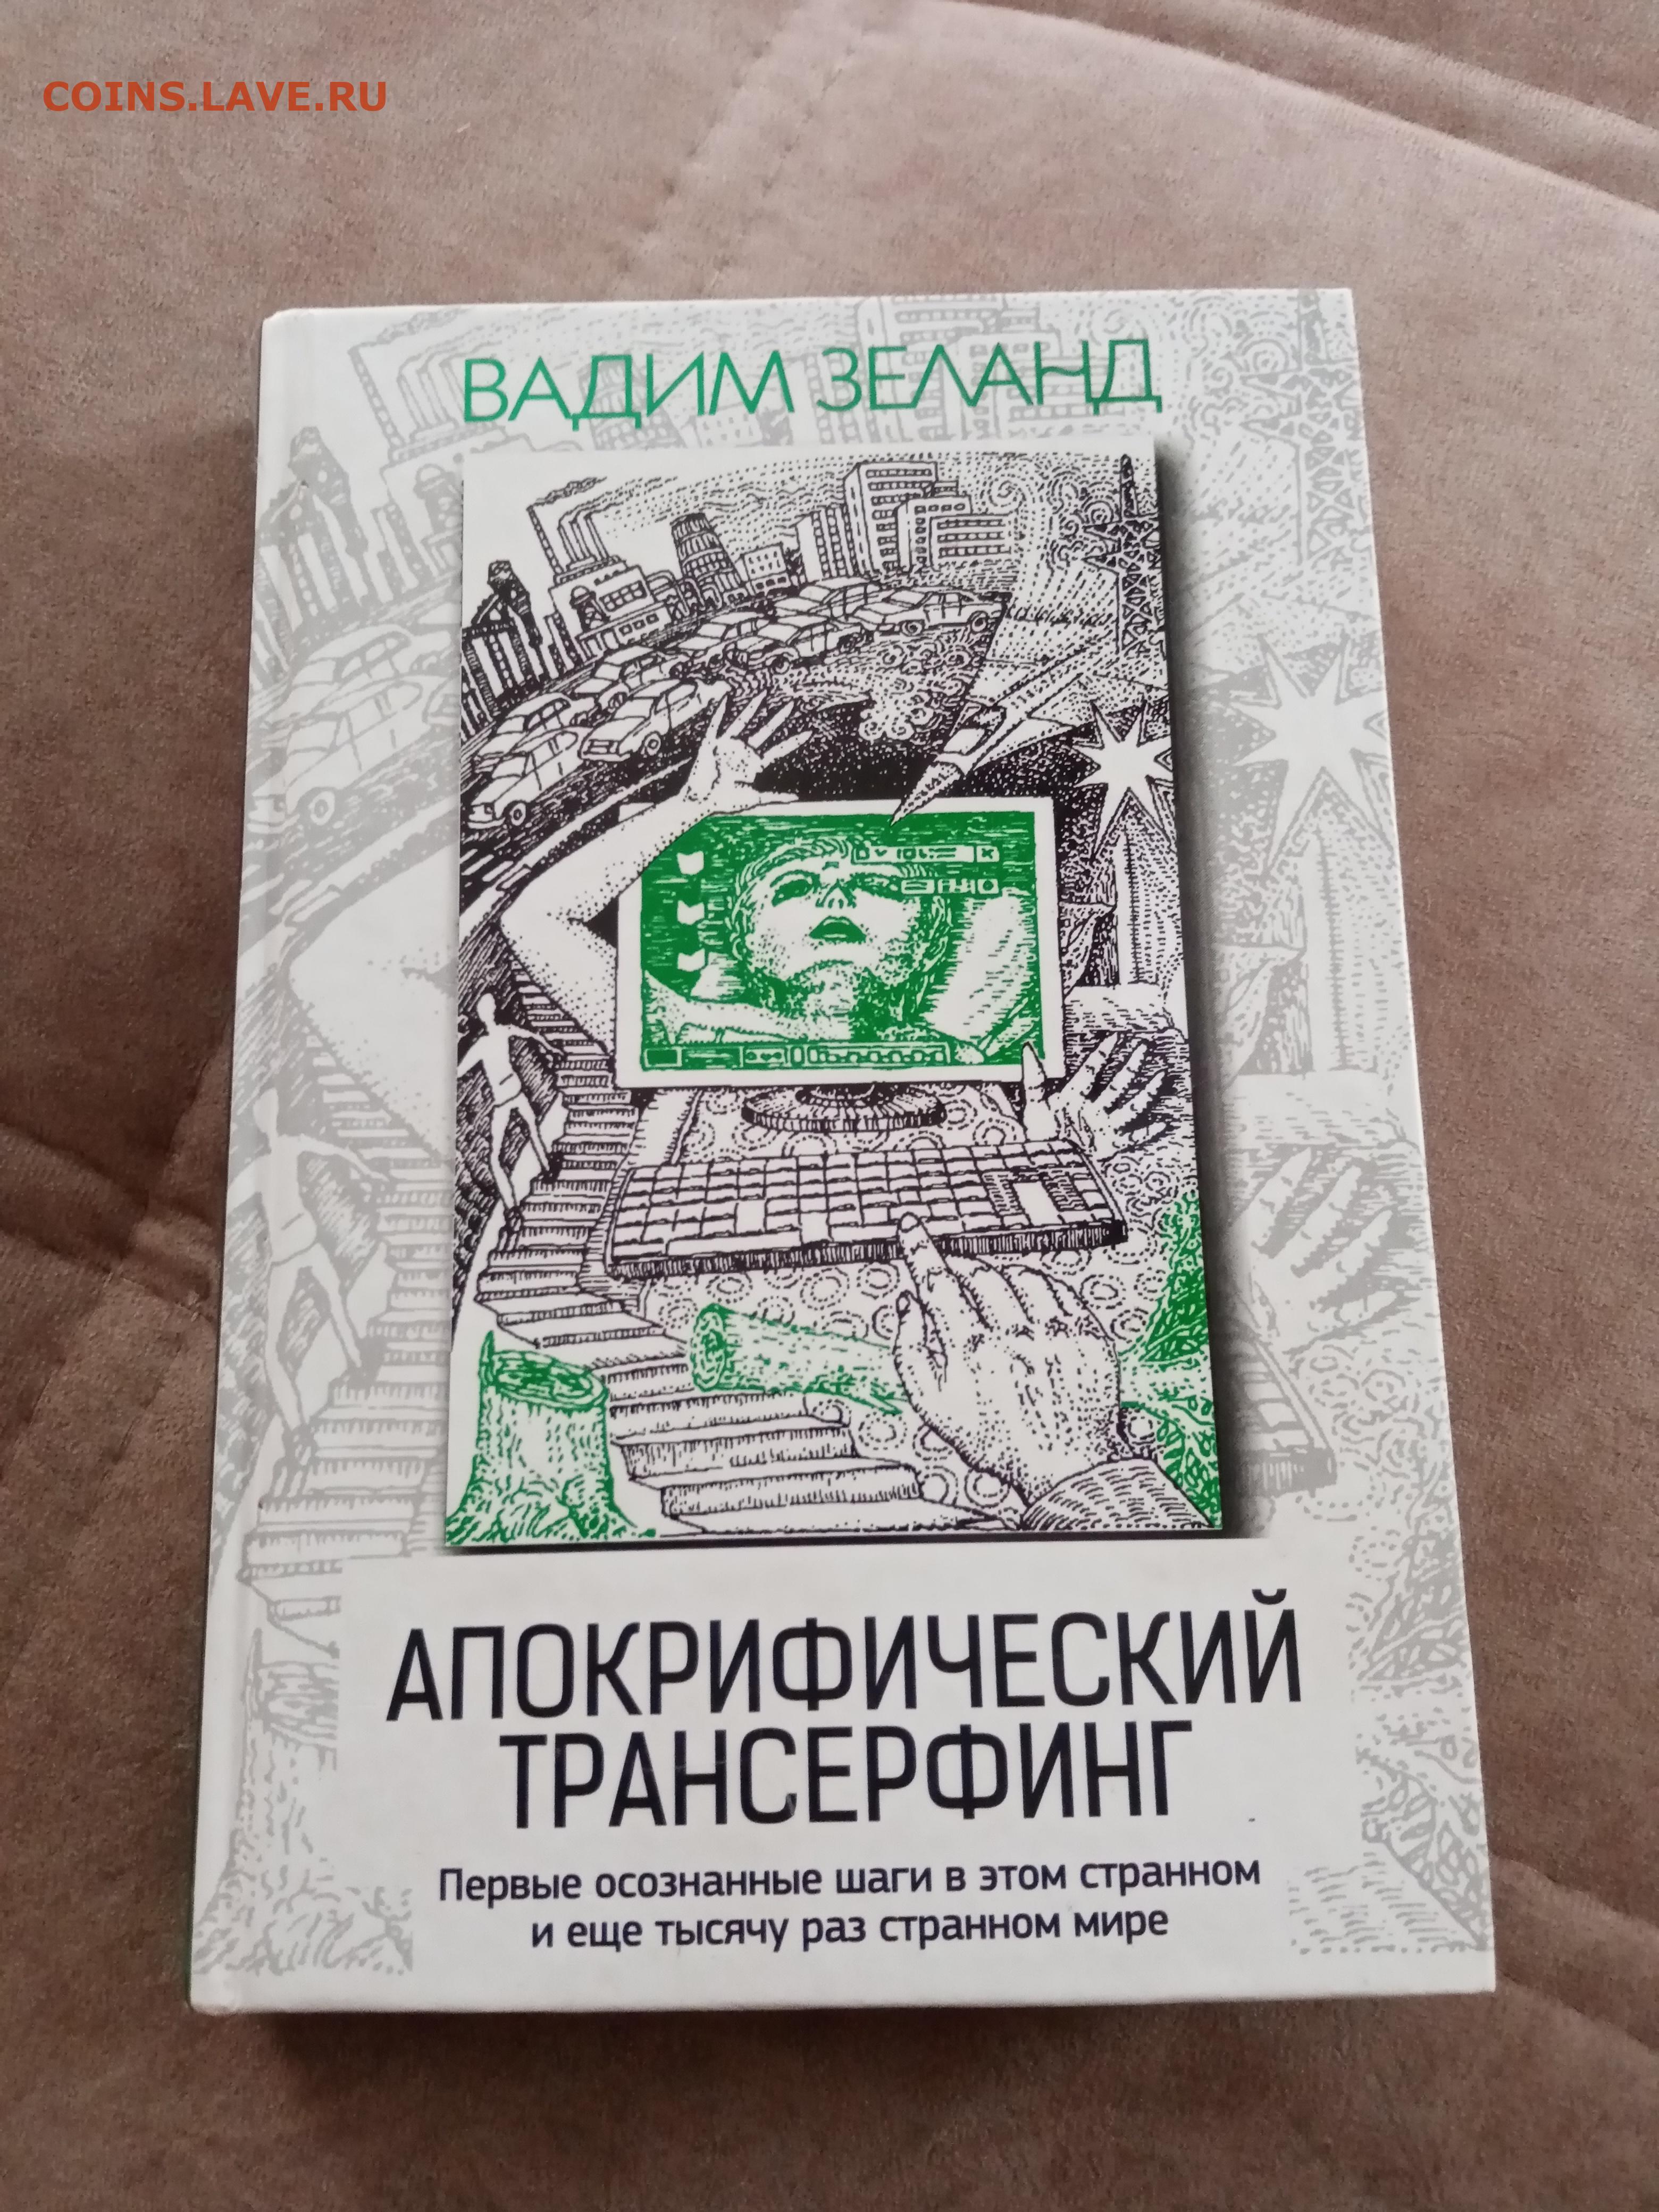 COINS.LAVE.RU
ВАДИМ ЗЕЛАНД
АПОКРИФИЧЕСКИЙ
ТРАНСЕРФИНГ
Первые осознанные шаги в этом странном
и еще тысячу раз странном мире